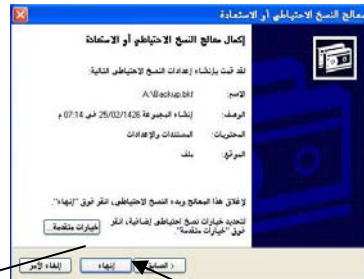 معالج النسخ الاحتياطي أو الاستعادة
إكمال معالج النسخ الاحتياطي أو الاستعادة
لقد قمت بإنشاء إعدادات النسخ الاحتياطي التالية:
الاسم: A:\Backup.bkf
الوصف: إنشاء المجموعة 25/02/1426 في 07:14 م
المحتويات: المستندات والإعدادات
الموقع: ملف
لإغلاق هذا المعالج وبدء النسخ الاحتياطي، انقر فوق "إنهاء".
لتحديد خيارات نسخ احتياطي إضافية، انقر
فوق "خيارات متقدمة".
خيارات متقدمة...
< السابق
إنهاء
إلغاء الأمر